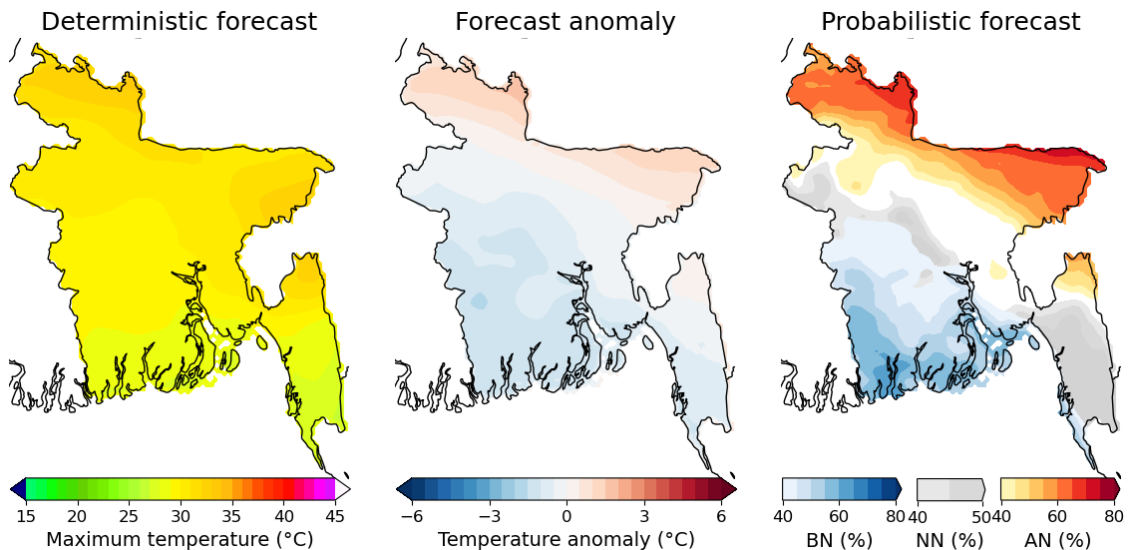 Deterministic forecast
Forecast anomaly
Probabilistic forecast
15 20 25 30 35 40 45
Maximum temperature (°C)
−6 −3 0 3 6
Temperature anomaly (°C)
40 60 80
BN (%)
40 50
NN (%)
40 60 80
AN (%)